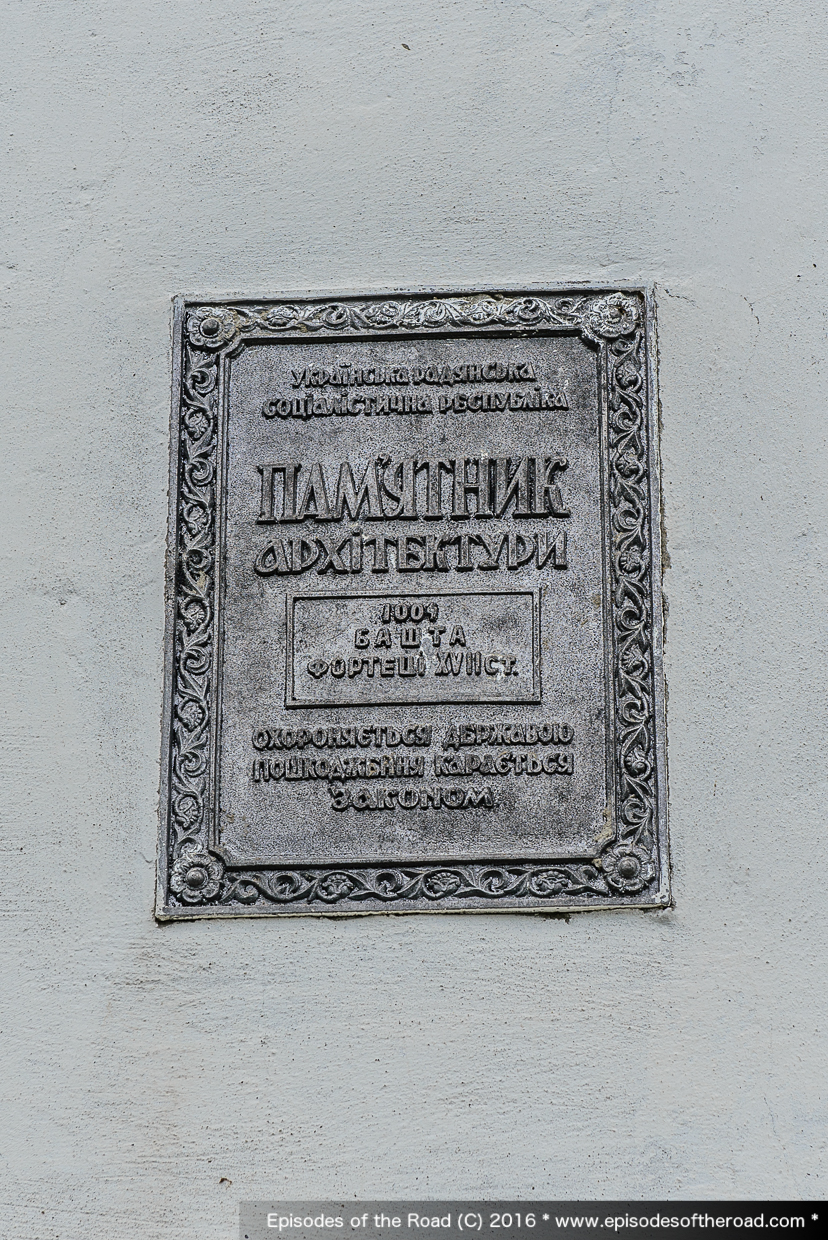 Українська Радянська
Соціалістична Республіка
ПАМ'ЯТНИК
АРХІТЕКТУРИ
1004
БАШТА
ФОРТЕЦІ XVII СТ.
ОХОРОНЯЄТЬСЯ ДЕРЖАВОЮ
ПОШКОДЖЕННЯ КАРАЄТЬСЯ
ЗАКОНОМ
Episodes of the Road (C) 2016 * www.episodesoftheroad.com *